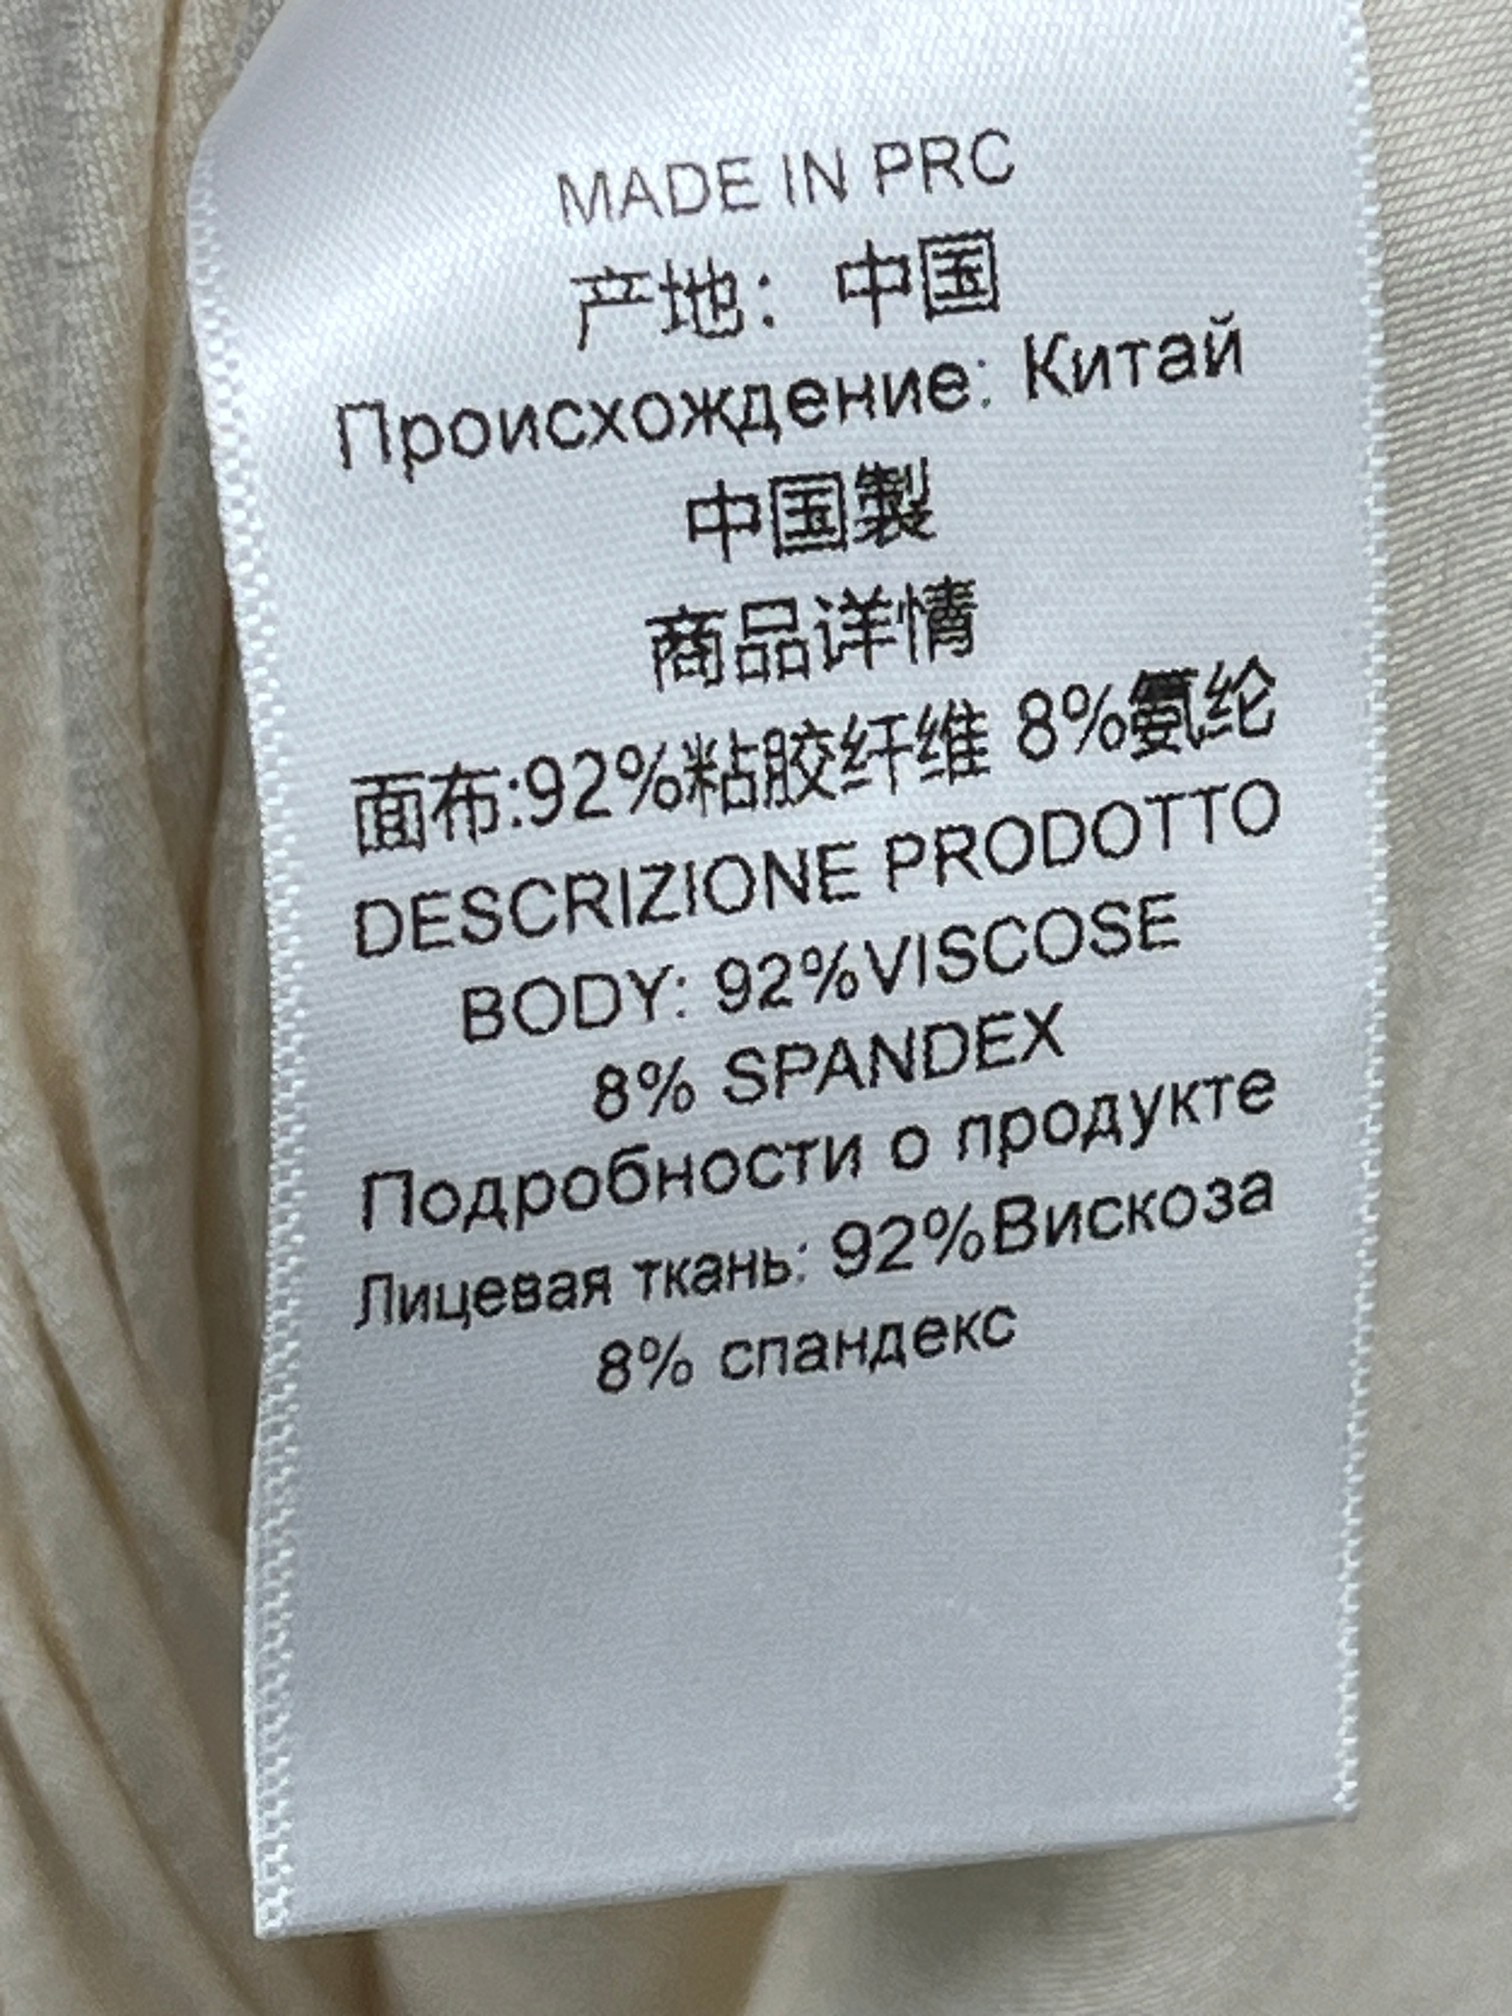 MADE IN PRC
产地：中国
Происхождение: Китай
中国製
商品详情
面布:92%粘胶纤维 8%氨纶
DESCRIZIONE PRODOTTO
BODY: 92%VISCOSE
8% SPANDEX
Подробности о продукте
Лицевая ткань: 92%Вискоза
8% спандекс